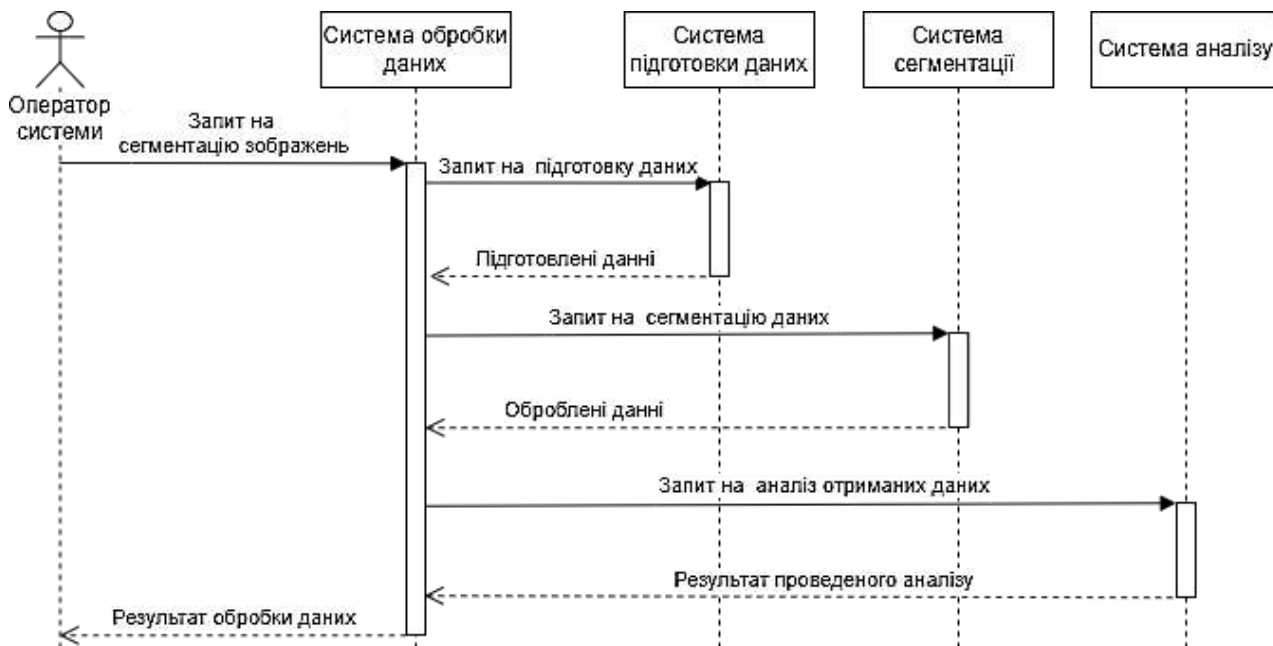 Система обробки
даних
Система
підготовки даних
Система
сегментації
Система аналізу
Оператор
системи
Запит на
сегментацію зображень
Запит на підготовку даних
Підготовлені данні
Запит на сегментацію даних
Оброблені данні
Запит на аналіз отриманих даних
Результат проведеного аналізу
Результат обробки даних